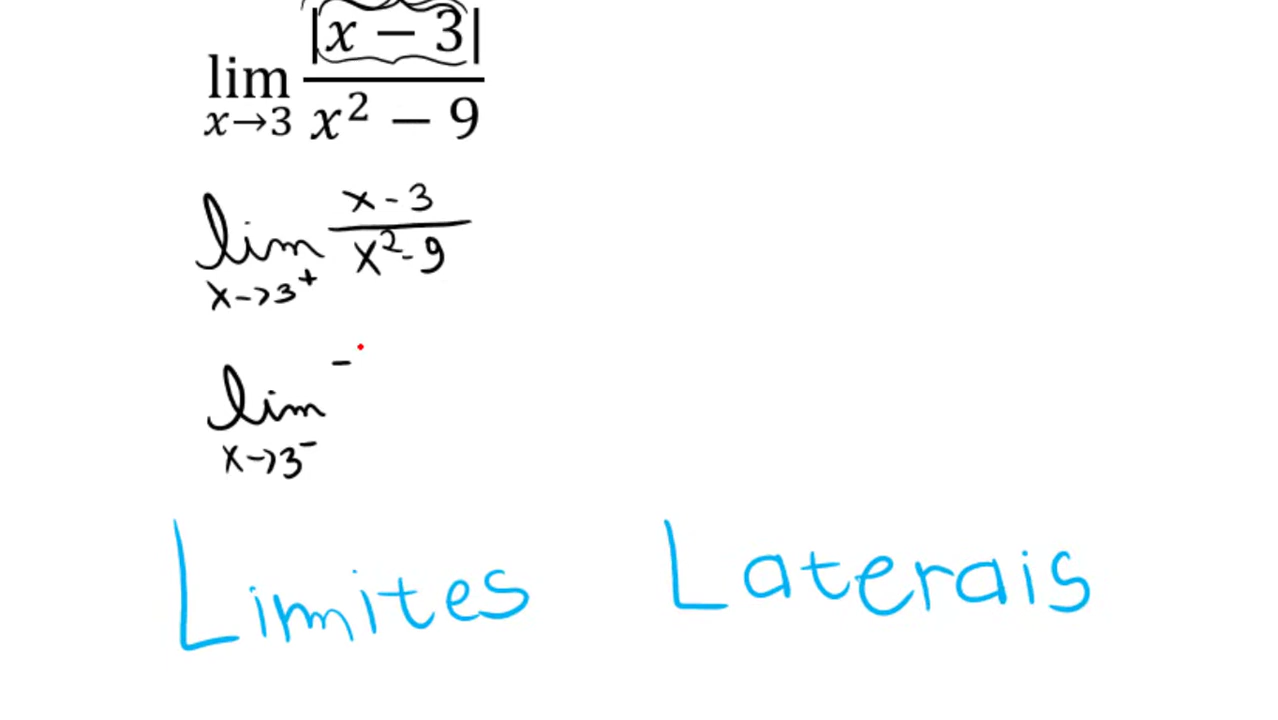 lim x→3 |x − 3| / x² − 9
lim x→3⁺ x - 3 / x² - 9
lim x→3⁻ -
Limites Laterais